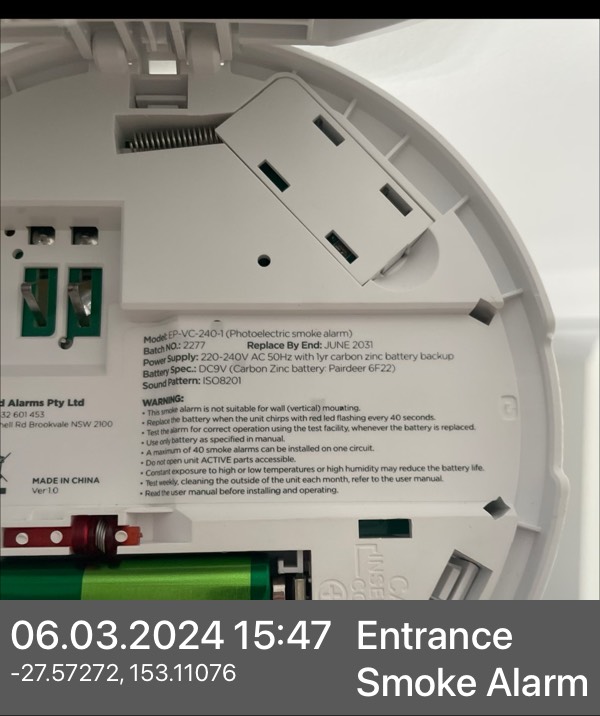 Model: EP-VC-240-1 (Photoelectric smoke alarm)
Batch NO.: 2277 Replace By End: JUNE 2031
Power Supply: 220-240V AC 50Hz with 1yr carbon zinc battery backup
Battery Spec.: DC9V (Carbon Zinc battery: Pairdeer 6F22)
Sound Pattern: ISO8201
WARNING:
• This smoke alarm is not suitable for wall (vertical) mounting.
• Replace the battery when the unit chirps with red led flashing every 40 seconds.
• Test the alarm for correct operation using the test facility, whenever the battery is replaced.
• Use only battery as specified in manual.
• A maximum of 40 smoke alarms can be installed on one circuit.
• Do not open unit ACTIVE parts accessible.
• Constant exposure to high or low temperatures or high humidity may reduce the battery life.
• Test weekly, cleaning the outside of the unit each month, refer to the user manual.
• Read the user manual before installing and operating.
d Alarms Pty Ltd
32 601 453
nell Rd Brookvale NSW 2100
MADE IN CHINA
Ver1.0
06.03.2024 15:47
-27.57272, 153.11076
Entrance
Smoke Alarm